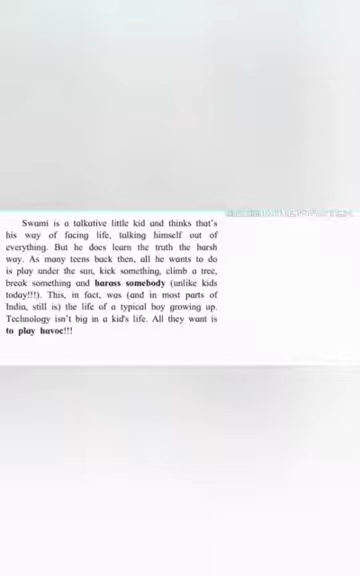 Swami is a talkative little kid and thinks that's
his way of facing life, talking himself out of
everything. But he does learn the truth the harsh
way. As many teens back then, all he wants to do
is play under the sun, kick something, climb a tree,
break something and harass somebody (unlike kids
today!!!). This, in fact, was (and in most parts of
India, still is) the life of a typical boy growing up.
Technology isn't big in a kid's life. All they want is
to play havoc!!!